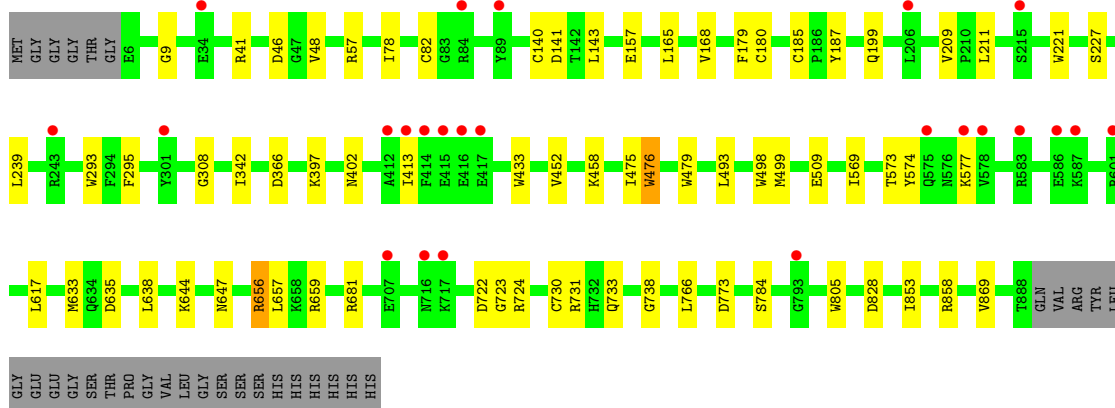 MET GLY GLY GLY THR GLY E6 G9 E34 R41 D46 G47 V48 R57 I78 C82 G83 R84 Y89 C140 D141 T142 L143 E157 L165 V168 F179 C180 C185 P186 Y187 Q199 L206 V209 P210 L211 S215 W221 S227
L239 R243 W293 F294 F295 Y301 G308 I342 D366 K397 N402 A412 I413 F414 E415 E416 E417 W433 V452 K458 I475 W476 W479 L493 W498 M499 E509 I569 T573 Y574 Q575 N576 K577 V578 R583 E586 K587
L617 M633 Q634 D635 L638 K644 N647 R656 L657 K658 R659 R681 E707 N716 K717 D722 G723 R724 C730 R731 H732 Q733 G738 L766 D773 S784 G793 W805 D828 I853 R858 V869 T888 GLN VAL ARG TYR LEU
GLY GLU GLU GLY SER THR PRO GLY VAL LEU GLY SER SER SER HIS HIS HIS HIS HIS HIS